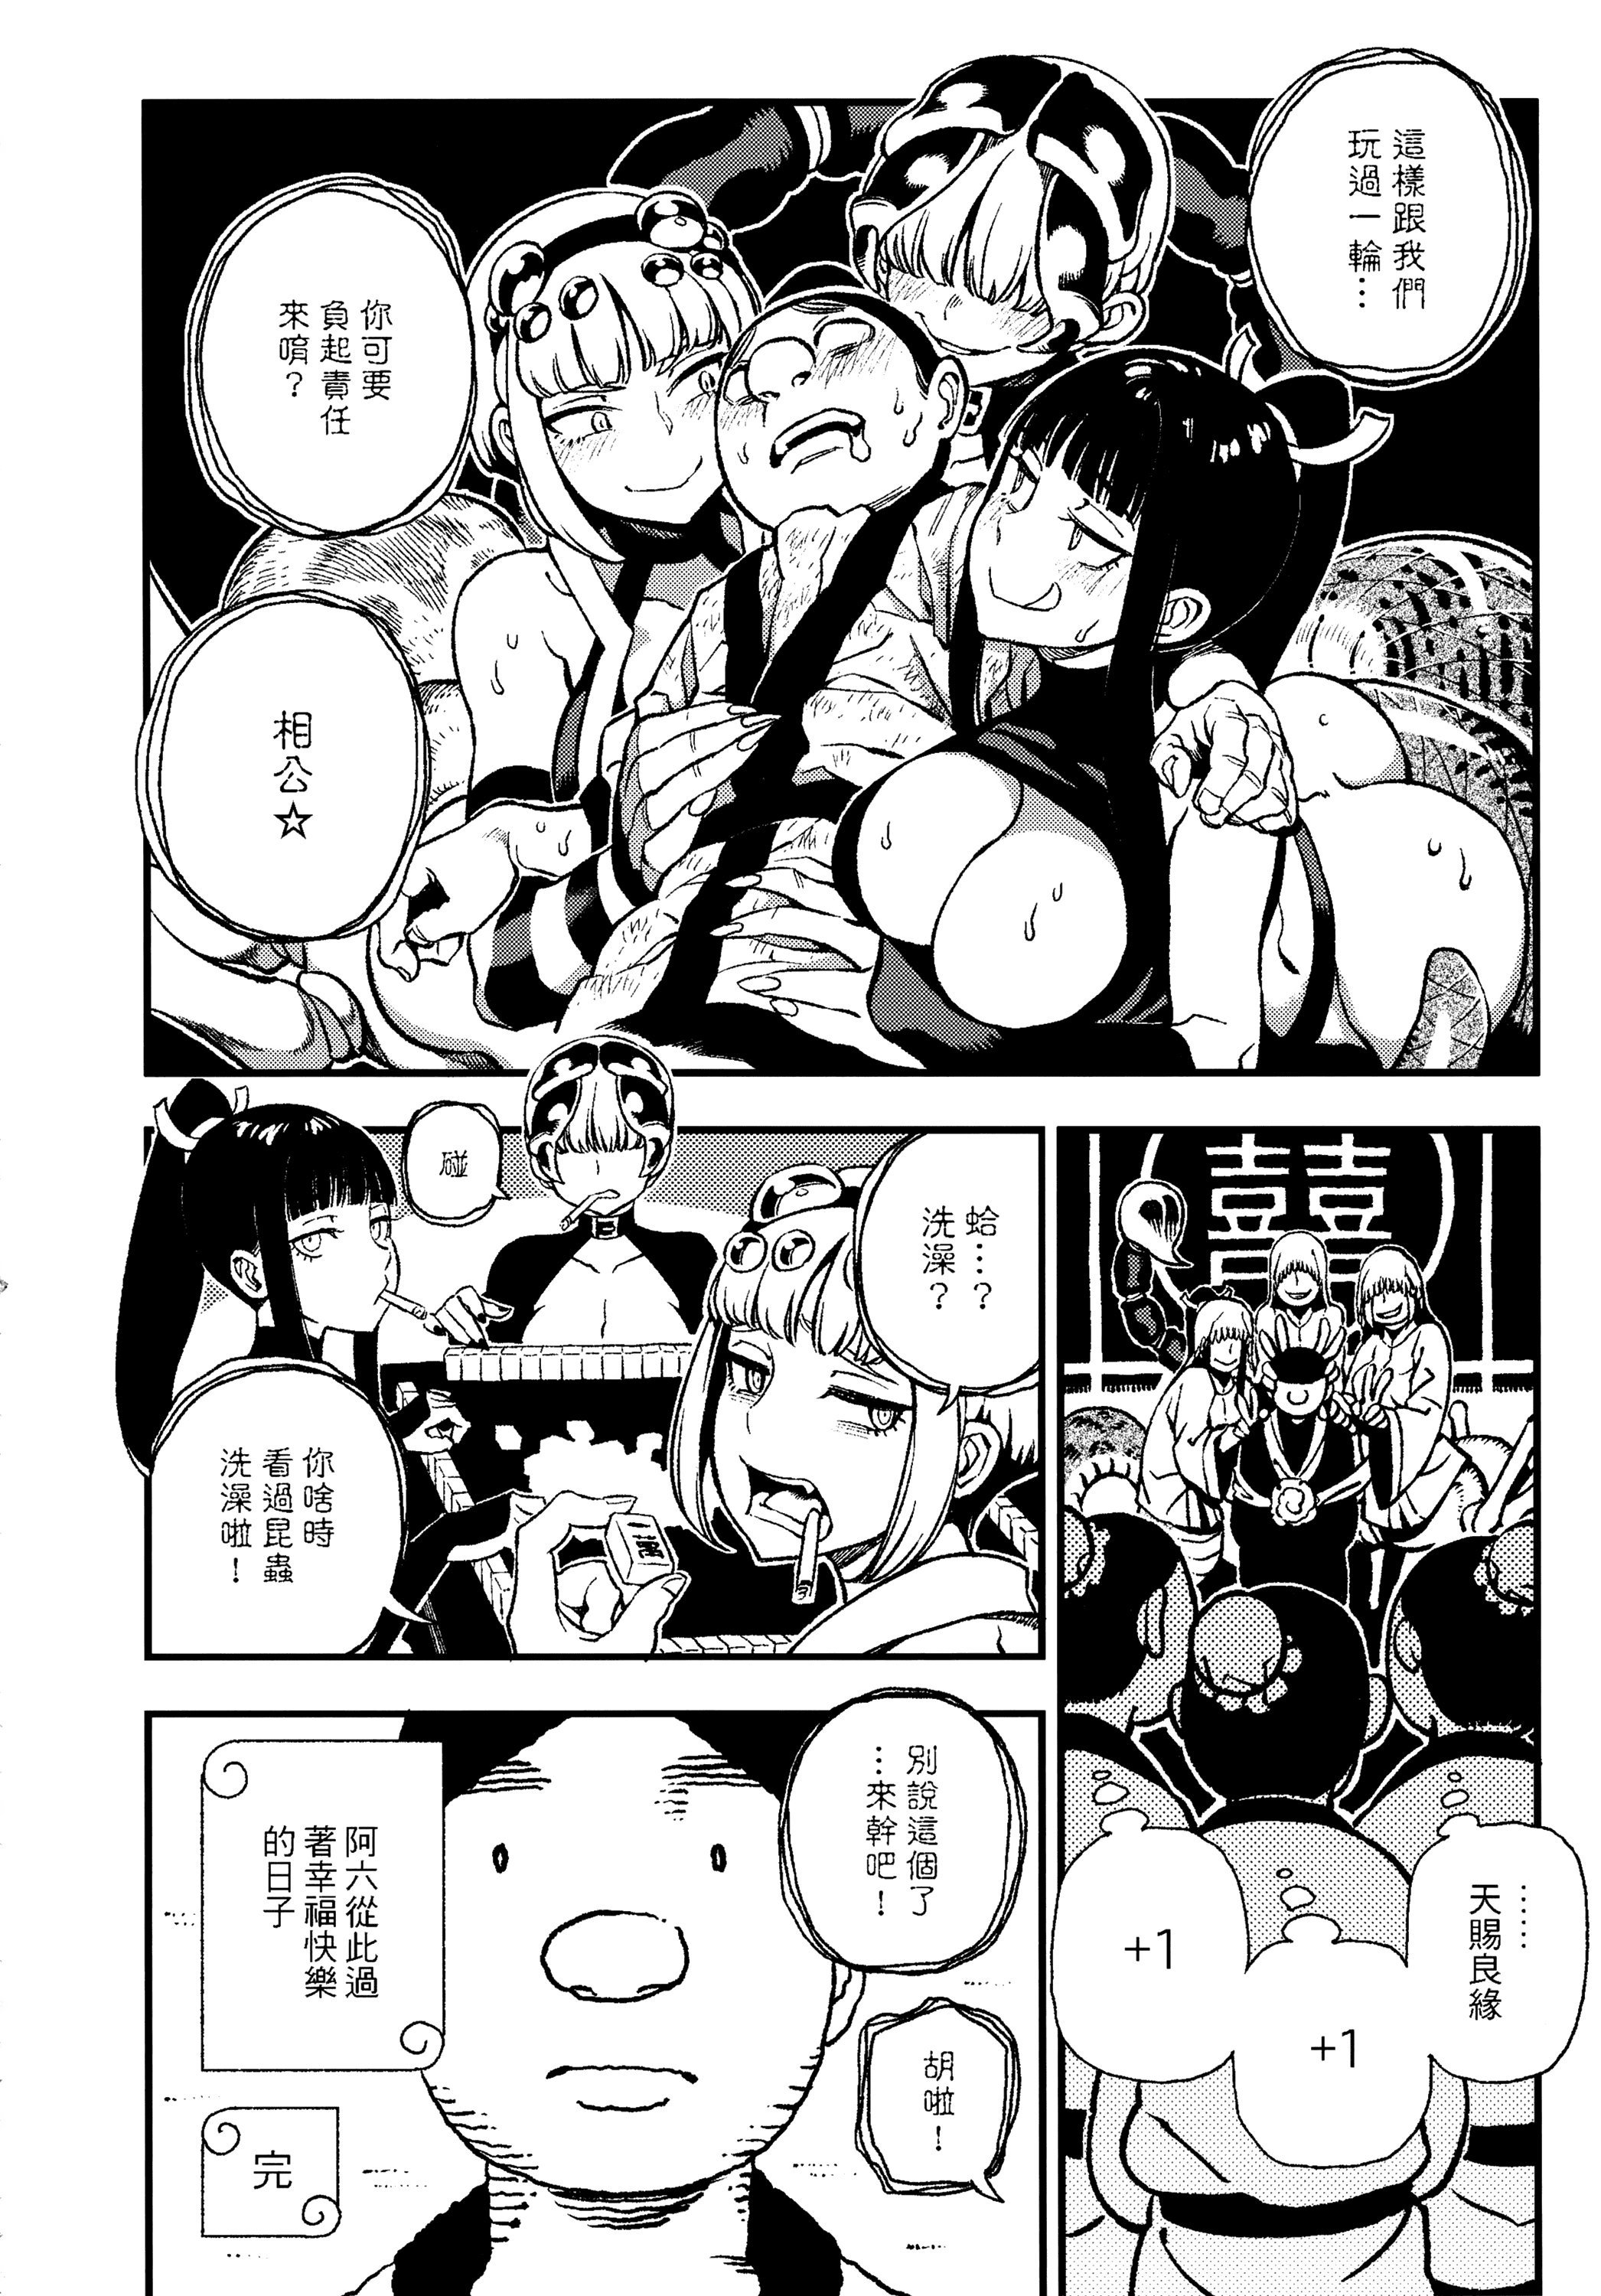 這樣跟我們
玩過一輪…
你可要
負起責任
來唷？
相公☆
囍
……
天賜良緣
+1
+1
蛤…？
洗澡？
碰
萬
你啥時
看過昆蟲
洗澡啦！
別說這個了
…來幹吧！
胡啦！
阿六從此過
著幸福快樂
的日子
完